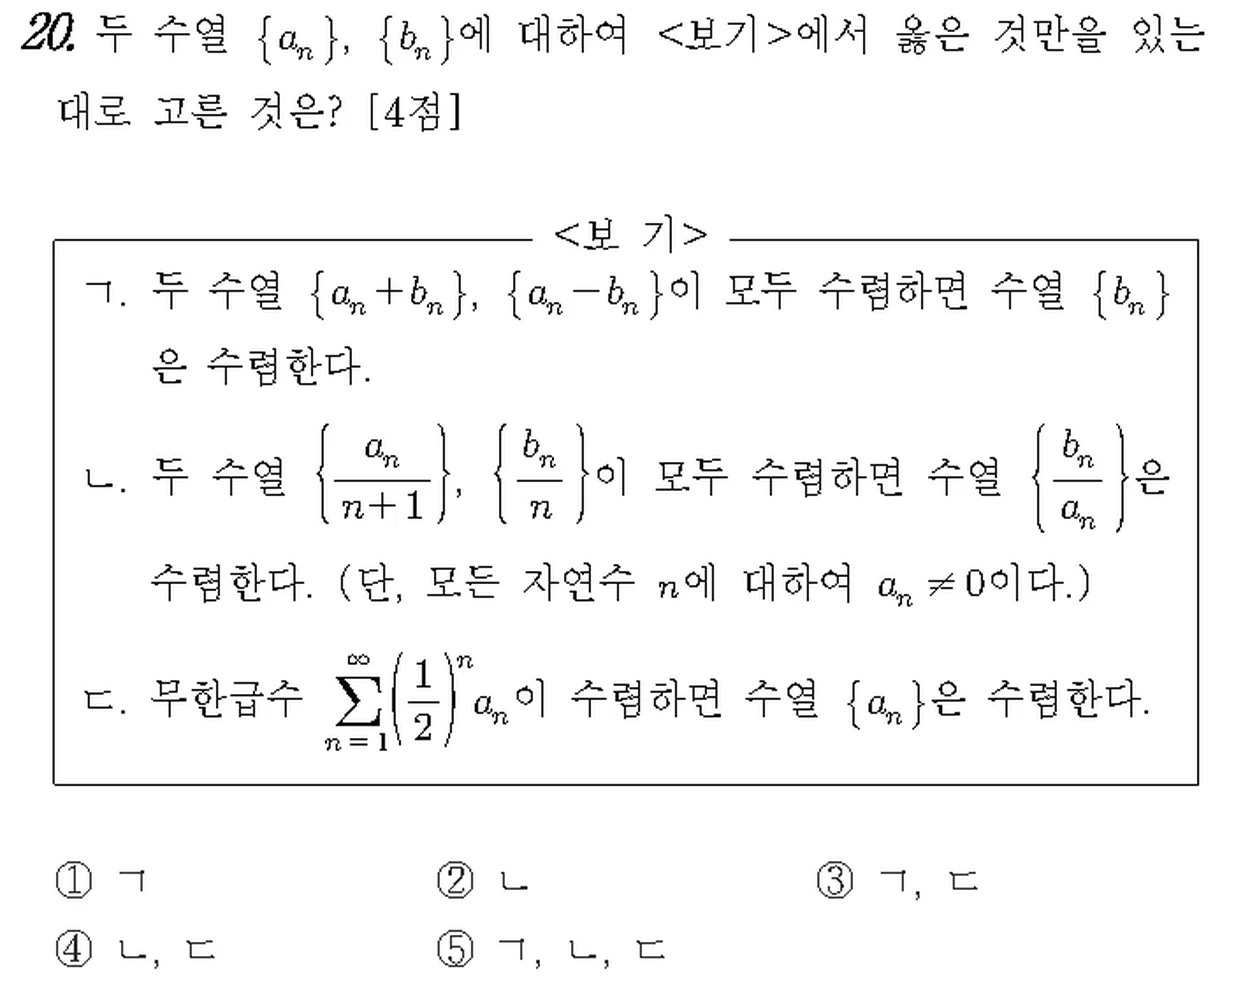 20. 두 수열 {aₙ}, {bₙ}에 대하여 <보기>에서 옳은 것만을 있는
대로 고른 것은? [4점]
<보 기>
ㄱ. 두 수열 {aₙ+bₙ}, {aₙ-bₙ}이 모두 수렴하면 수열 {bₙ}
은 수렴한다.
ㄴ. 두 수열 {aₙ/(n+1)}, {bₙ/n}이 모두 수렴하면 수열 {bₙ/aₙ}은
수렴한다. (단, 모든 자연수 n에 대하여 aₙ≠0이다.)
ㄷ. 무한급수 ∑_{n=1}^{∞} (1/2)ⁿ aₙ이 수렴하면 수열 {aₙ}은 수렴한다.
① ㄱ ② ㄴ ③ ㄱ, ㄷ
④ ㄴ, ㄷ ⑤ ㄱ, ㄴ, ㄷ